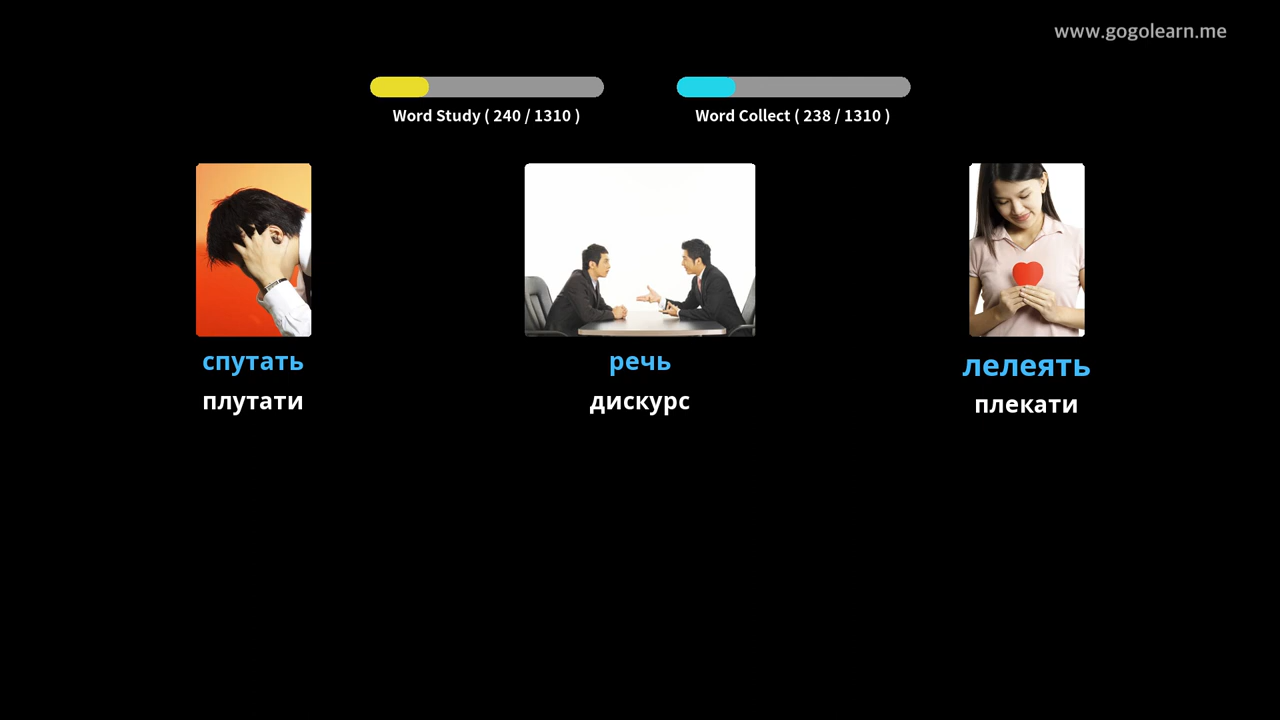 www.gogolearn.me
Word Study ( 240 / 1310 )
Word Collect ( 238 / 1310 )
спутать
плутати
речь
дискурс
лелеять
плекати